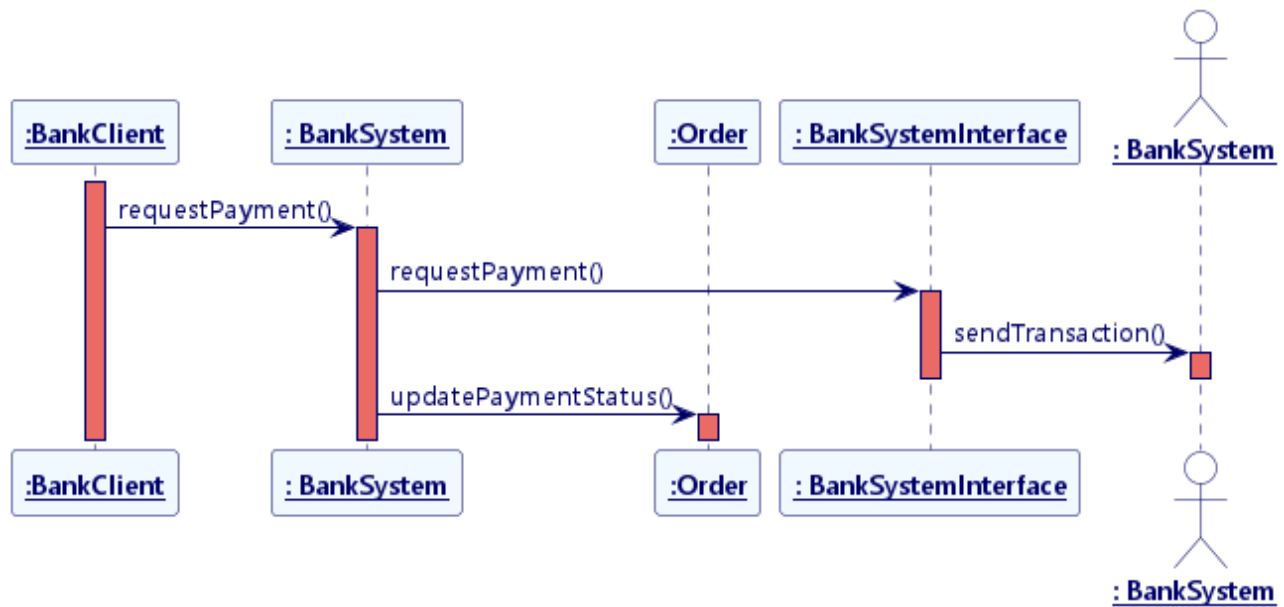 :BankClient
: BankSystem
:Order
: BankSystemInterface
: BankSystem
requestPayment()
requestPayment()
sendTransaction()
updatePaymentStatus()
:BankClient
: BankSystem
:Order
: BankSystemInterface
: BankSystem